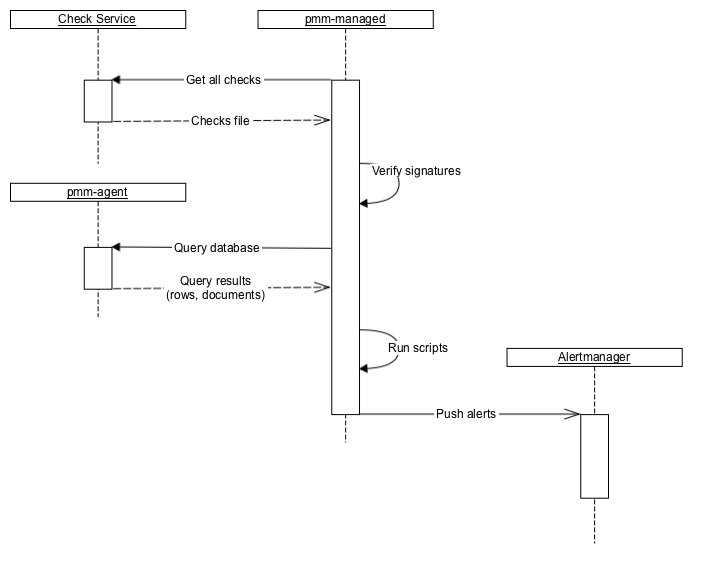 Check Service
pmm-managed
Get all checks
Checks file
Verify signatures
pmm-agent
Query database
Query results
(rows, documents)
Run scripts
Alertmanager
Push alerts